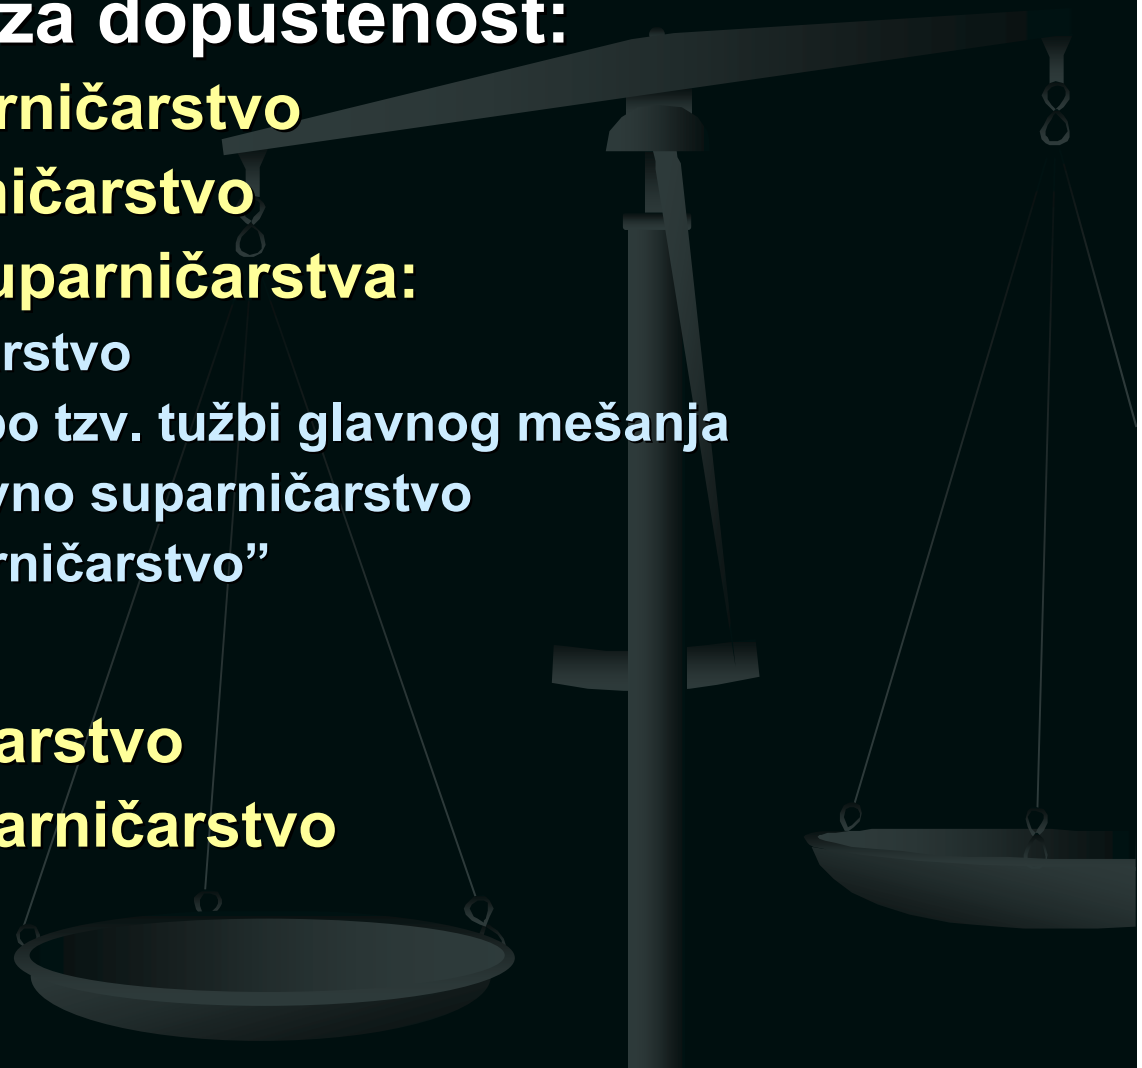 za dopuštenost:
rničarstvo
ničarstvo
uparničarstva:
rstvo
po tzv. tužbi glavnog mešanja
vno suparničarstvo
rničarstvo”
arstvo
arničarstvo